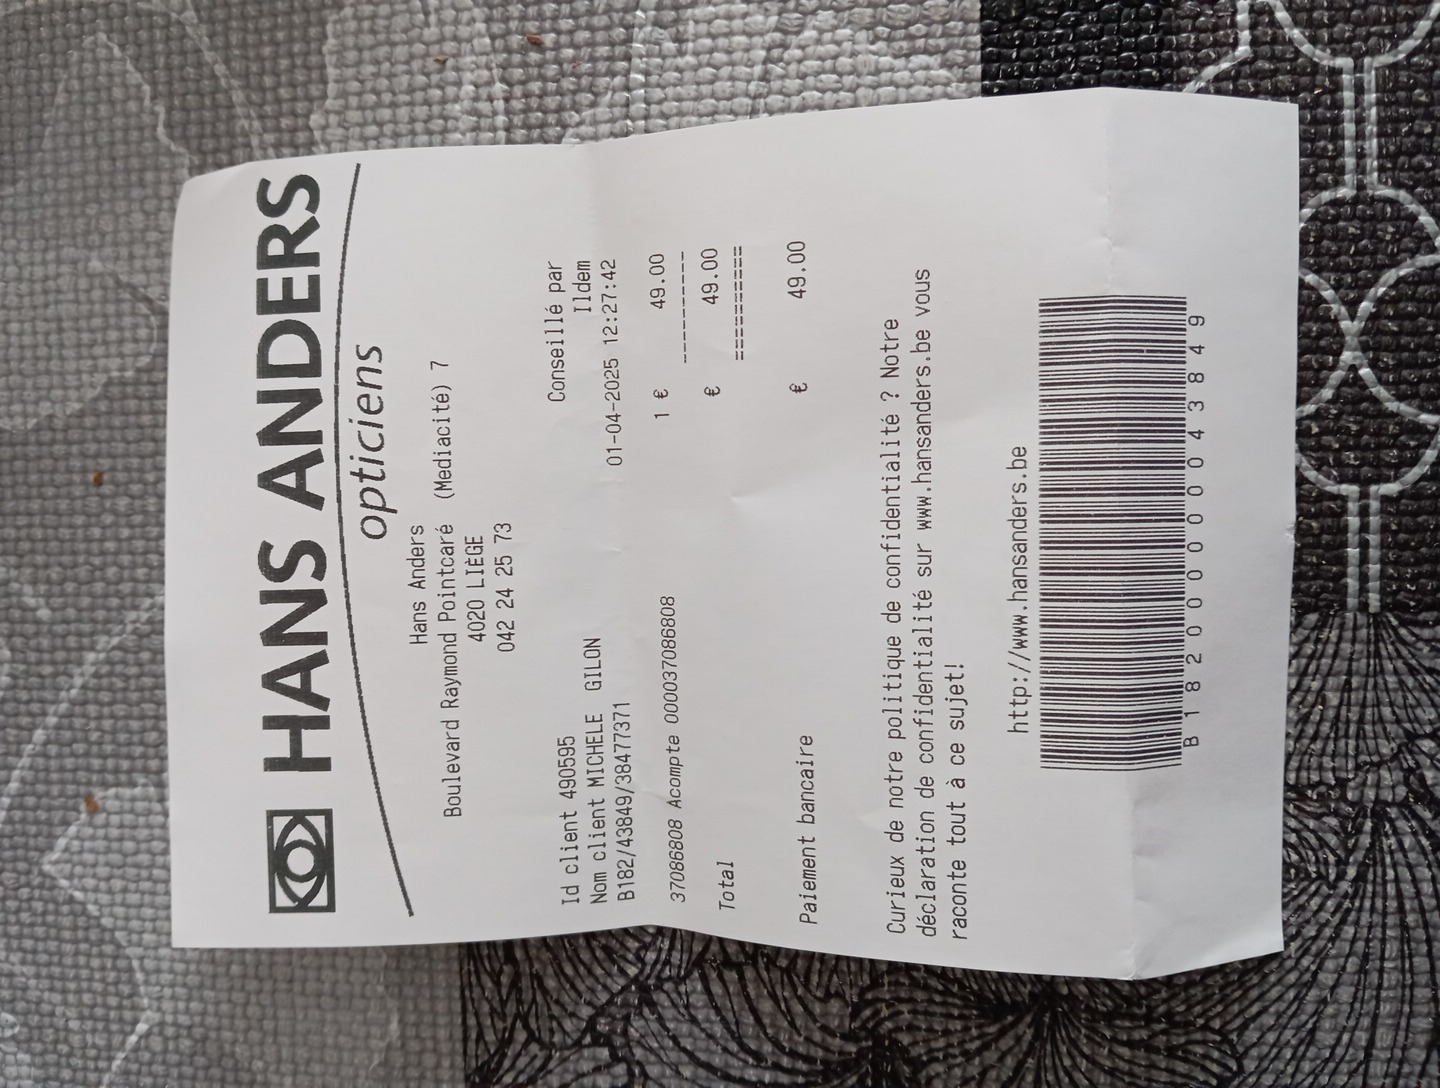 HANS ANDERS
opticiens
Hans Anders
Boulevard Raymond Pointcaré (Mediacité) 7
4020 LIEGE
042 24 25 73
Id client 490595 Conseillé par
Nom client MICHELE GILON Ildem
B182/43849/38477371 01-04-2025 12:27:42
37086808 Acompte 000037086808 1 € 49.00
----------
Total € 49.00
==========
Paiement bancaire € 49.00
Curieux de notre politique de confidentialité ? Notre
déclaration de confidentialité sur www.hansanders.be vous
raconte tout à ce sujet!
http://www.hansanders.be
B182000000043849